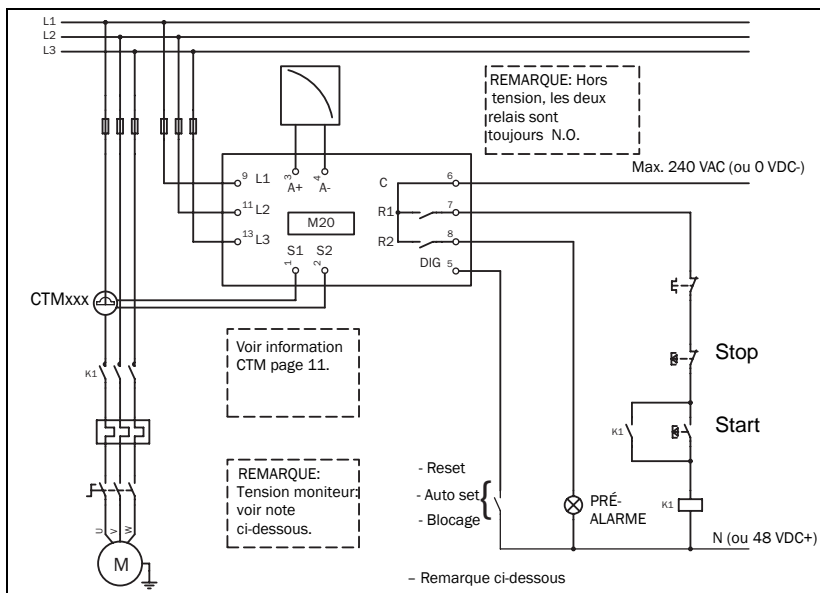 L1
L2
L3
REMARQUE: Hors
tension, les deux
relais sont
toujours N.O.
Max. 240 VAC (ou 0 VDC-)
9 L1
3 A+
4 A-
C 6
11 L2
M20
R1 7
13 L3
R2 8
S1 S2
1 2
DIG 5
CTMxxx
Voir information
CTM page 11.
Stop
K1
K1
Start
REMARQUE:
Tension moniteur:
voir note
ci-dessous.
- Reset
- Auto set
- Blocage
{
PRÉ-
ALARME
K1
U V W
M
N (ou 48 VDC+)
– Remarque ci-dessous